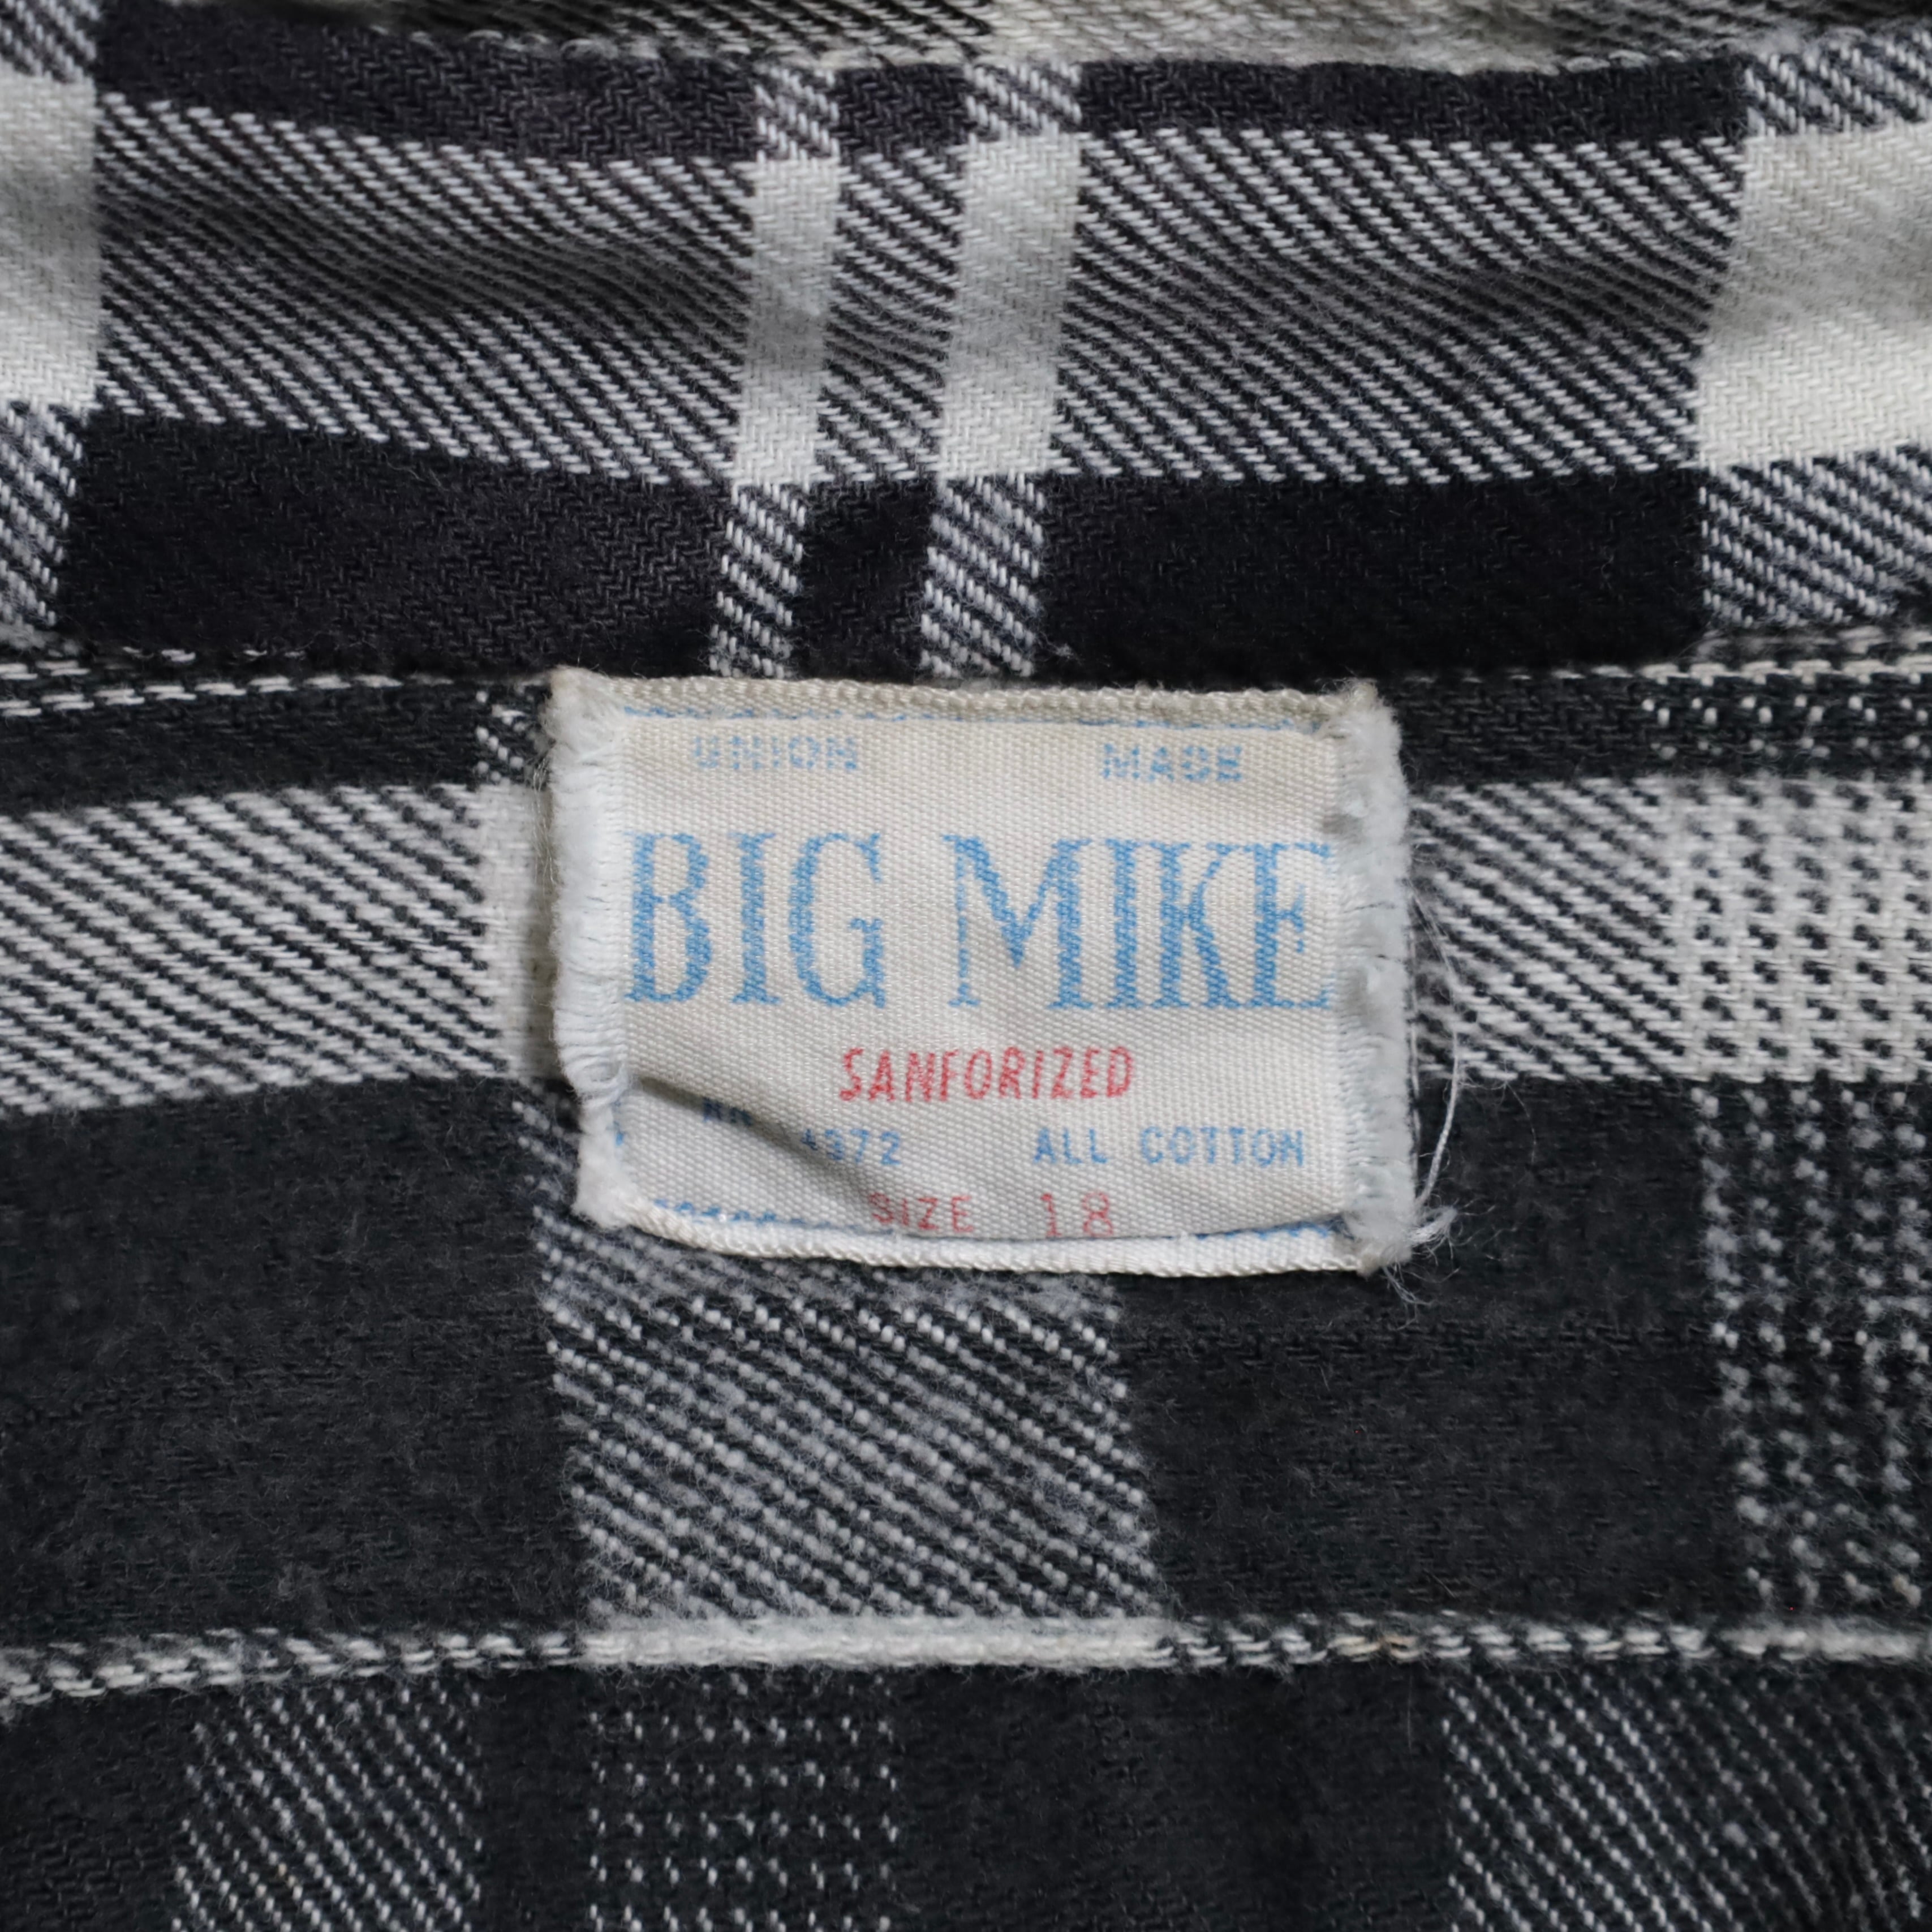 UNION MADE
BIG MIKE
SANFORIZED
ALL COTTON
SIZE 18